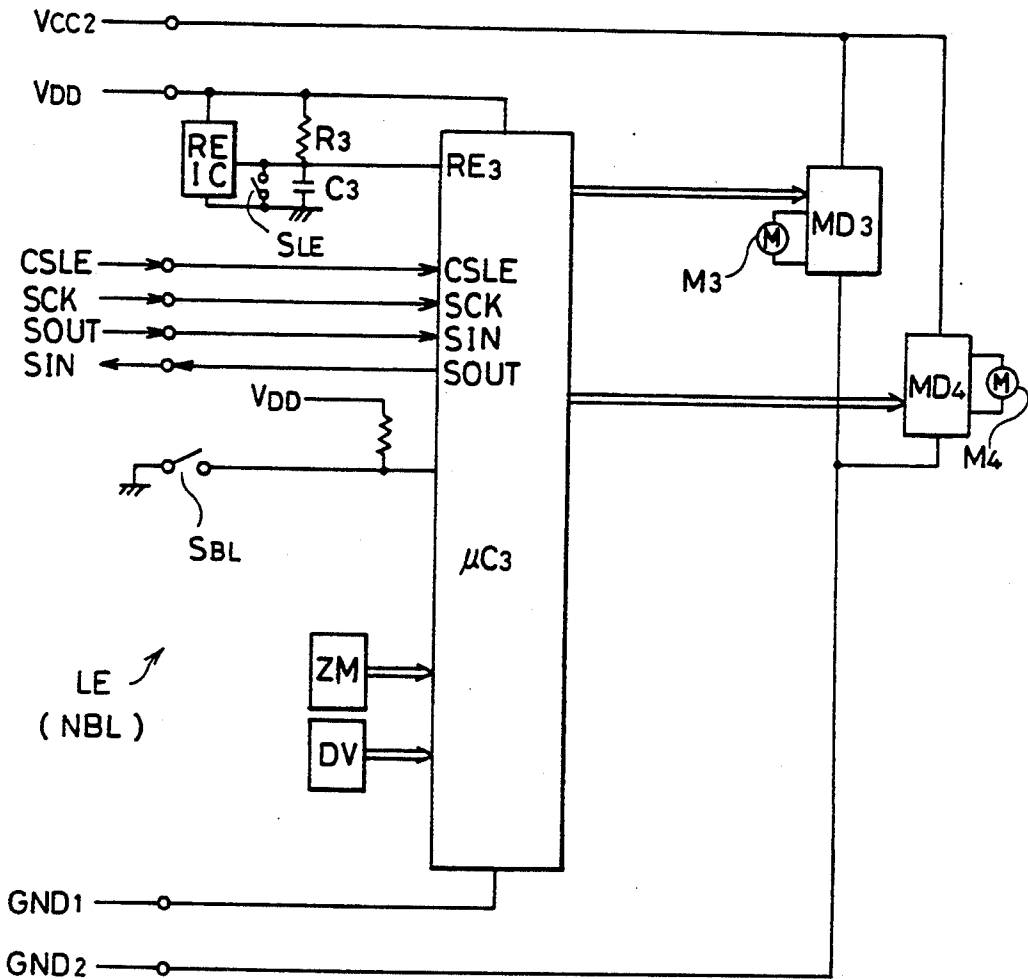 VCC2
VDD
RE
IC
R3
C3
RE3
SLE
MD3
M
M3
CSLE
CSLE
SCK
SCK
SOUT
SIN
SIN
SOUT
VDD
MD4
M
M4
SBL
μC3
ZM
LE
(NBL)
DV
GND1
GND2